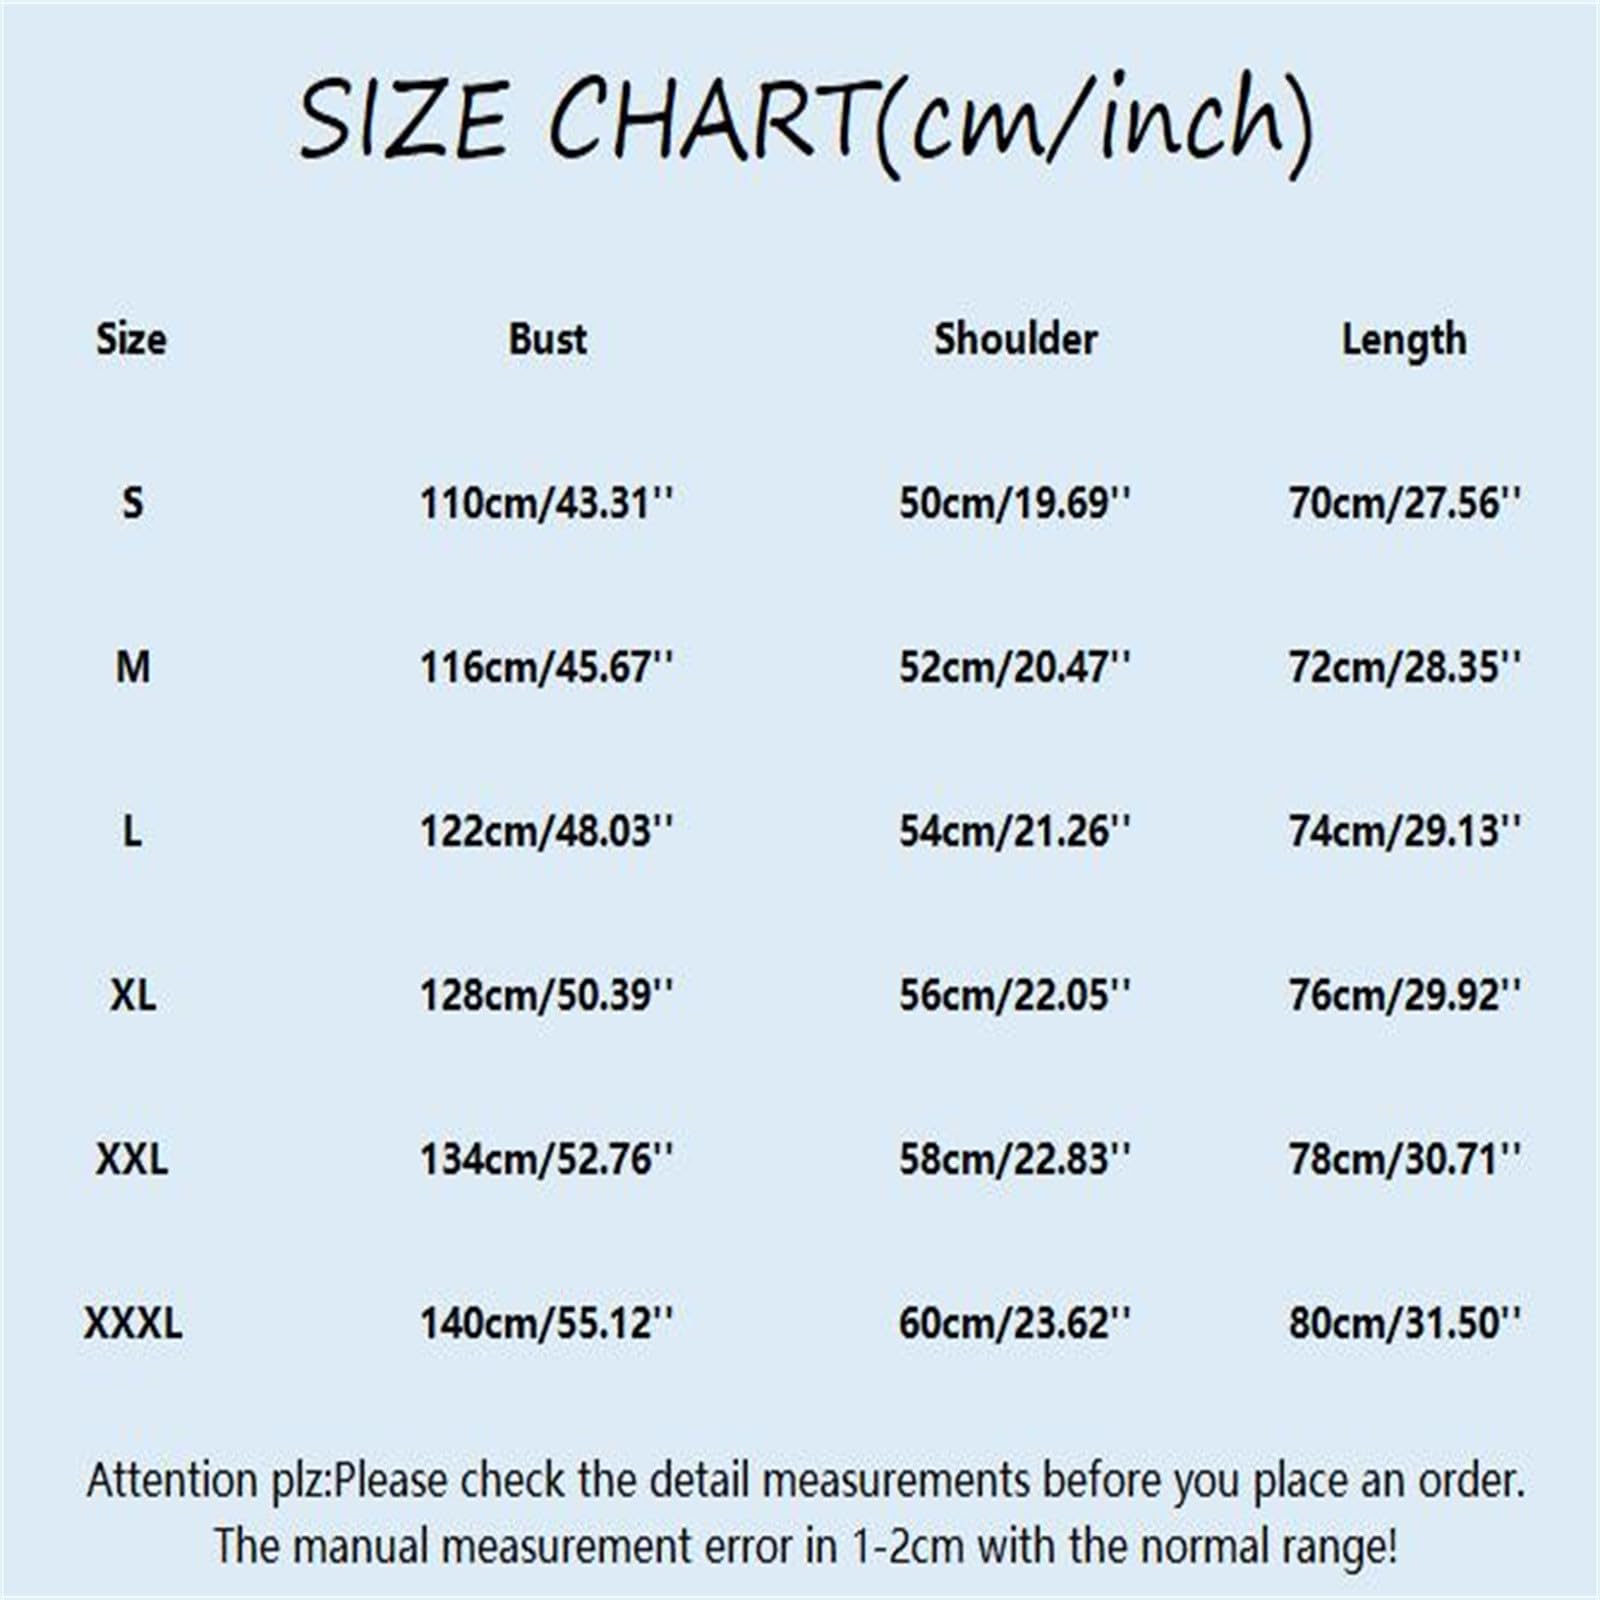 SIZE CHART(cm/inch)
Size Bust Shoulder Length
S 110cm/43.31'' 50cm/19.69'' 70cm/27.56''
M 116cm/45.67'' 52cm/20.47'' 72cm/28.35''
L 122cm/48.03'' 54cm/21.26'' 74cm/29.13''
XL 128cm/50.39'' 56cm/22.05'' 76cm/29.92''
XXL 134cm/52.76'' 58cm/22.83'' 78cm/30.71''
XXXL 140cm/55.12'' 60cm/23.62'' 80cm/31.50''
Attention plz:Please check the detail measurements before you place an order.
The manual measurement error in 1-2cm with the normal range!